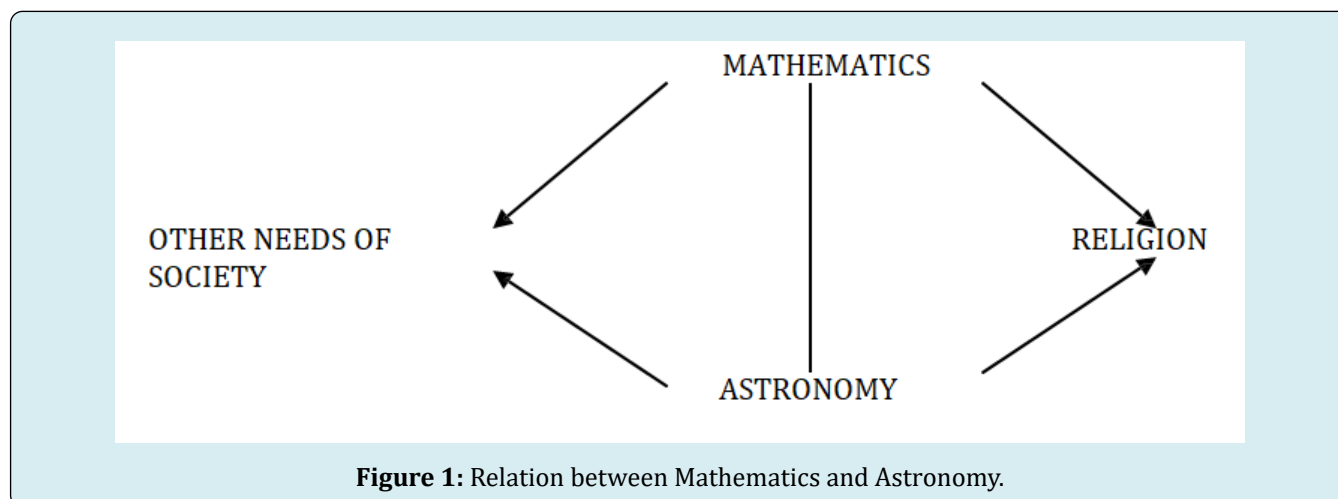 MATHEMATICS
OTHER NEEDS OF
SOCIETY
RELIGION
ASTRONOMY
Figure 1: Relation between Mathematics and Astronomy.